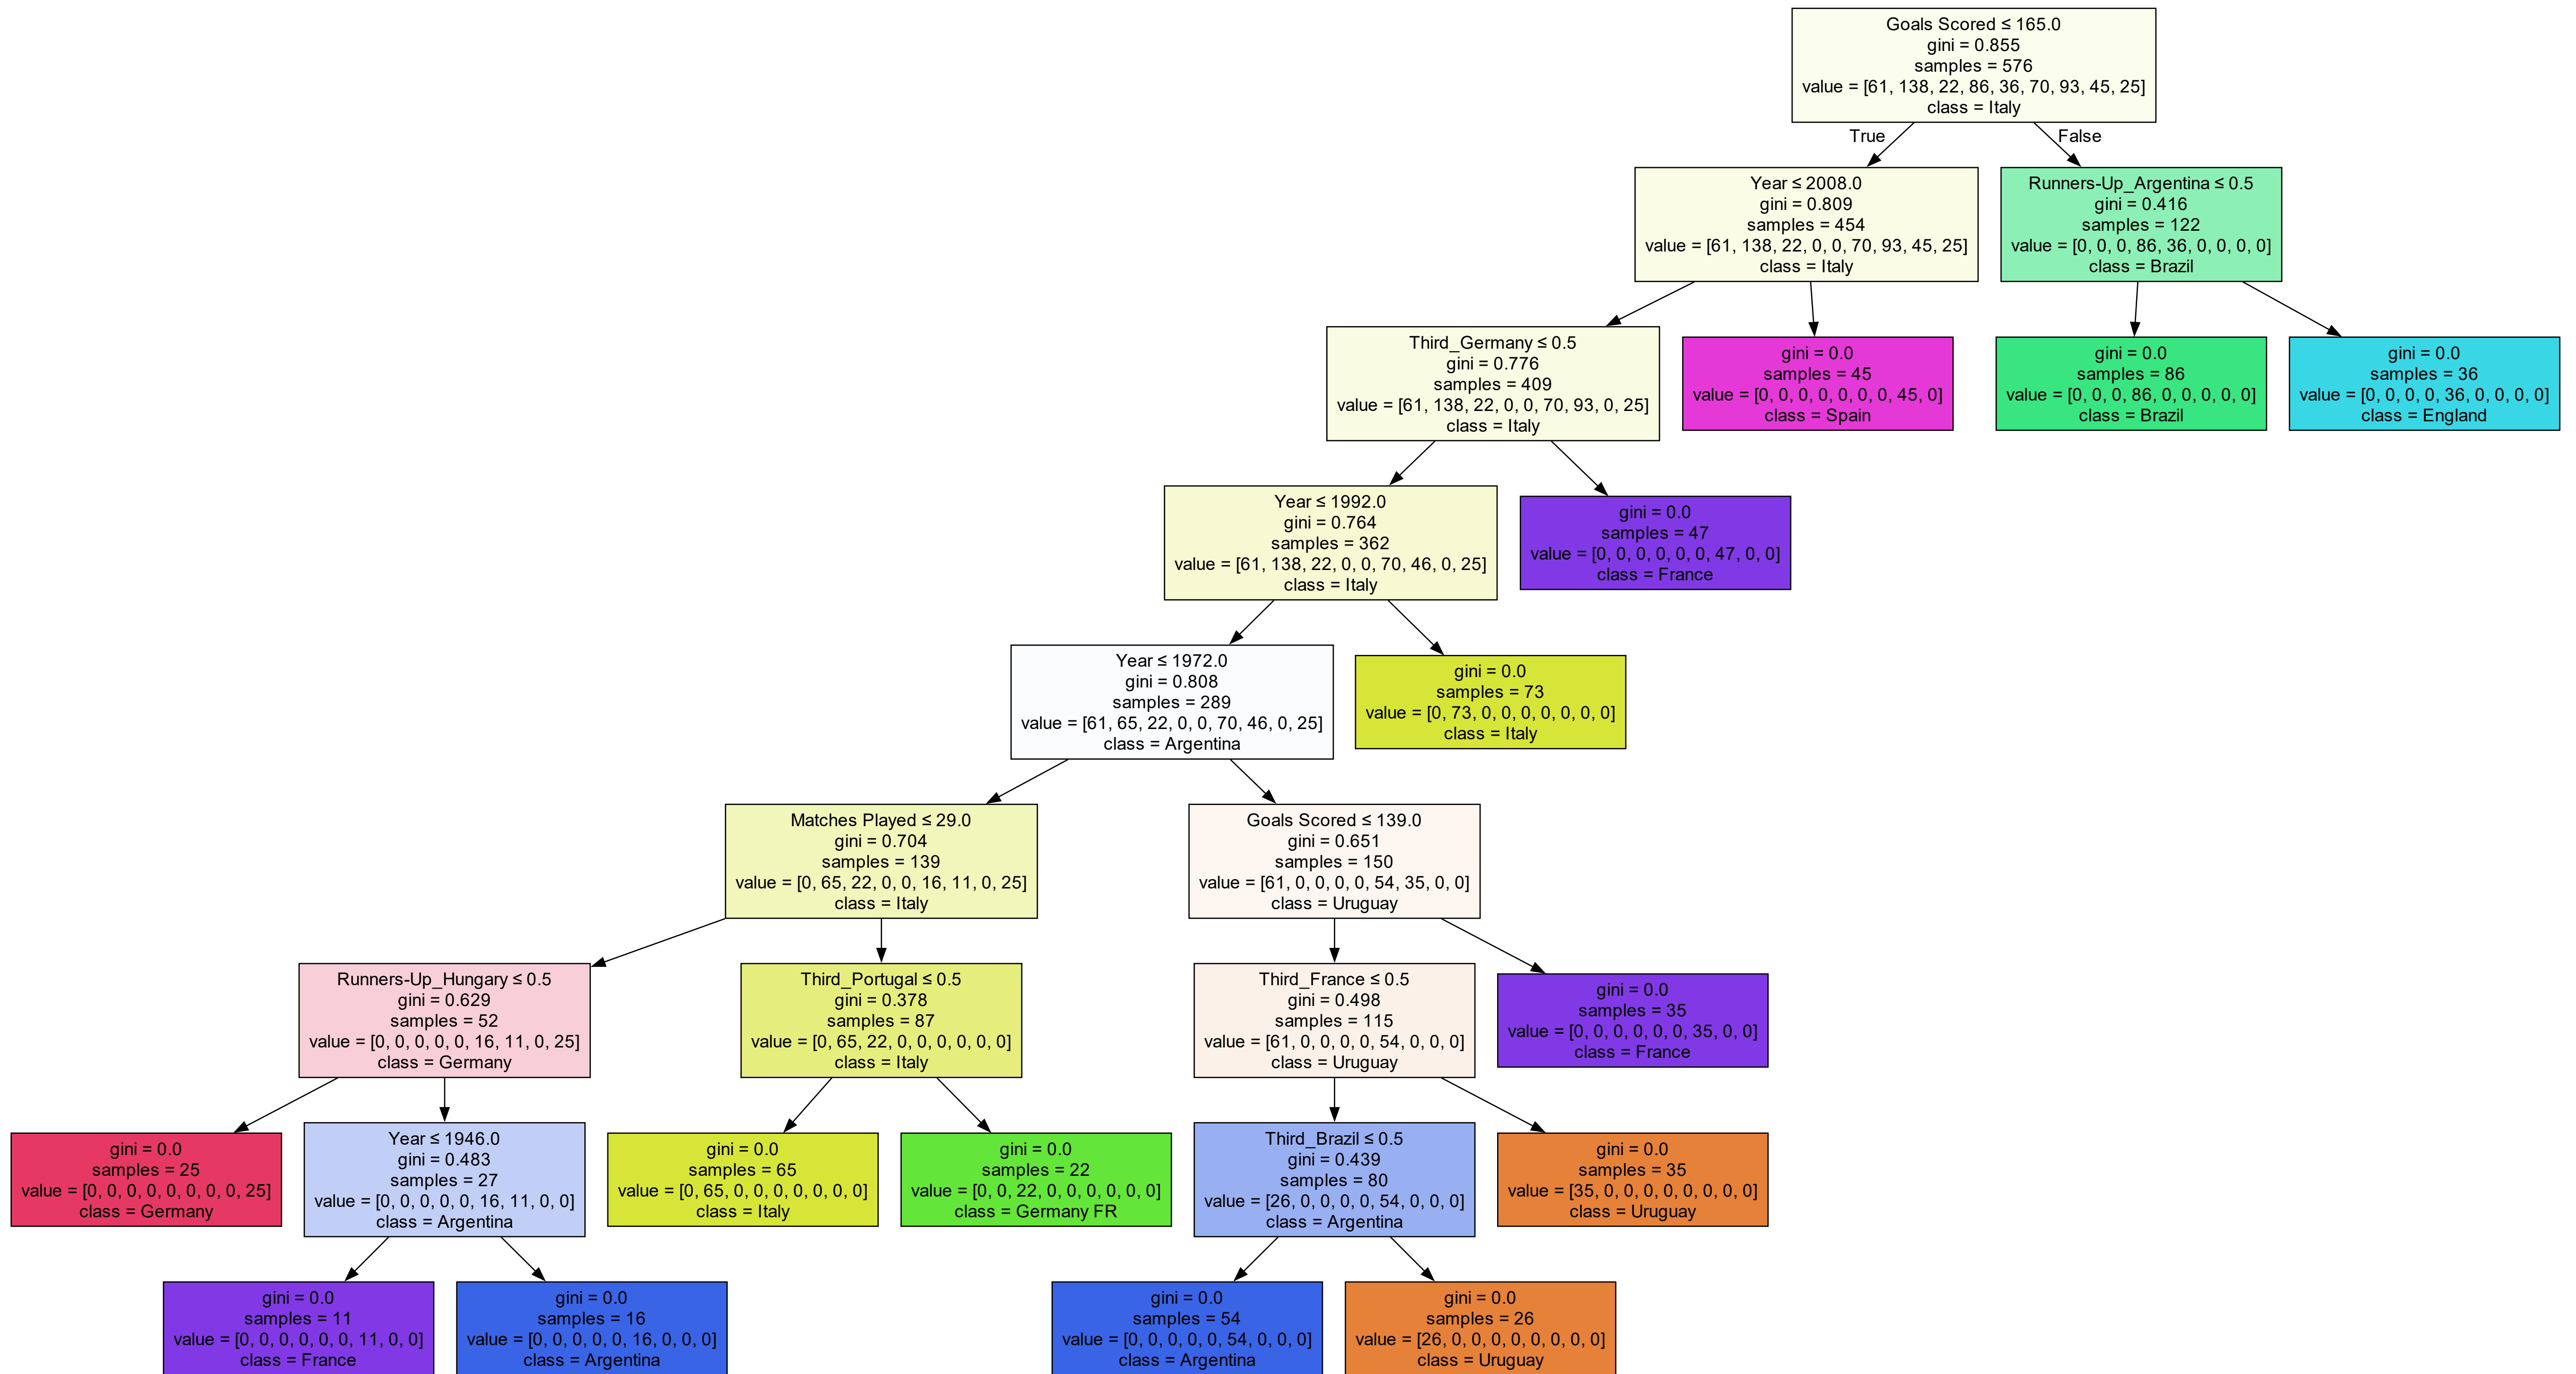 Goals Scored ≤ 165.0
gini = 0.855
samples = 576
value = [61, 138, 22, 86, 36, 70, 93, 45, 25]
class = Italy
True
False
Year ≤ 2008.0
gini = 0.809
samples = 454
value = [61, 138, 22, 0, 0, 70, 93, 45, 25]
class = Italy
Runners-Up_Argentina ≤ 0.5
gini = 0.416
samples = 122
value = [0, 0, 0, 86, 36, 0, 0, 0, 0]
class = Brazil
Third_Germany ≤ 0.5
gini = 0.776
samples = 409
value = [61, 138, 22, 0, 0, 70, 93, 0, 25]
class = Italy
gini = 0.0
samples = 45
value = [0, 0, 0, 0, 0, 0, 0, 45, 0]
class = Spain
gini = 0.0
samples = 86
value = [0, 0, 0, 86, 0, 0, 0, 0, 0]
class = Brazil
gini = 0.0
samples = 36
value = [0, 0, 0, 0, 36, 0, 0, 0, 0]
class = England
Year ≤ 1992.0
gini = 0.764
samples = 362
value = [61, 138, 22, 0, 0, 70, 46, 0, 25]
class = Italy
gini = 0.0
samples = 47
value = [0, 0, 0, 0, 0, 0, 47, 0, 0]
class = France
Year ≤ 1972.0
gini = 0.808
samples = 289
value = [61, 65, 22, 0, 0, 70, 46, 0, 25]
class = Argentina
gini = 0.0
samples = 73
value = [0, 73, 0, 0, 0, 0, 0, 0, 0]
class = Italy
Matches Played ≤ 29.0
gini = 0.704
samples = 139
value = [0, 65, 22, 0, 0, 16, 11, 0, 25]
class = Italy
Goals Scored ≤ 139.0
gini = 0.651
samples = 150
value = [61, 0, 0, 0, 0, 54, 35, 0, 0]
class = Uruguay
Runners-Up_Hungary ≤ 0.5
gini = 0.629
samples = 52
value = [0, 0, 0, 0, 0, 16, 11, 0, 25]
class = Germany
Third_Portugal ≤ 0.5
gini = 0.378
samples = 87
value = [0, 65, 22, 0, 0, 0, 0, 0, 0]
class = Italy
Third_France ≤ 0.5
gini = 0.498
samples = 115
value = [61, 0, 0, 0, 0, 54, 0, 0, 0]
class = Uruguay
gini = 0.0
samples = 35
value = [0, 0, 0, 0, 0, 0, 35, 0, 0]
class = France
gini = 0.0
samples = 25
value = [0, 0, 0, 0, 0, 0, 0, 0, 25]
class = Germany
Year ≤ 1946.0
gini = 0.483
samples = 27
value = [0, 0, 0, 0, 0, 16, 11, 0, 0]
class = Argentina
gini = 0.0
samples = 65
value = [0, 65, 0, 0, 0, 0, 0, 0, 0]
class = Italy
gini = 0.0
samples = 22
value = [0, 0, 22, 0, 0, 0, 0, 0, 0]
class = Germany FR
Third_Brazil ≤ 0.5
gini = 0.439
samples = 80
value = [26, 0, 0, 0, 0, 54, 0, 0, 0]
class = Argentina
gini = 0.0
samples = 35
value = [35, 0, 0, 0, 0, 0, 0, 0, 0]
class = Uruguay
gini = 0.0
samples = 11
value = [0, 0, 0, 0, 0, 0, 11, 0, 0]
class = France
gini = 0.0
samples = 16
value = [0, 0, 0, 0, 0, 16, 0, 0, 0]
class = Argentina
gini = 0.0
samples = 54
value = [0, 0, 0, 0, 0, 54, 0, 0, 0]
class = Argentina
gini = 0.0
samples = 26
value = [26, 0, 0, 0, 0, 0, 0, 0, 0]
class = Uruguay